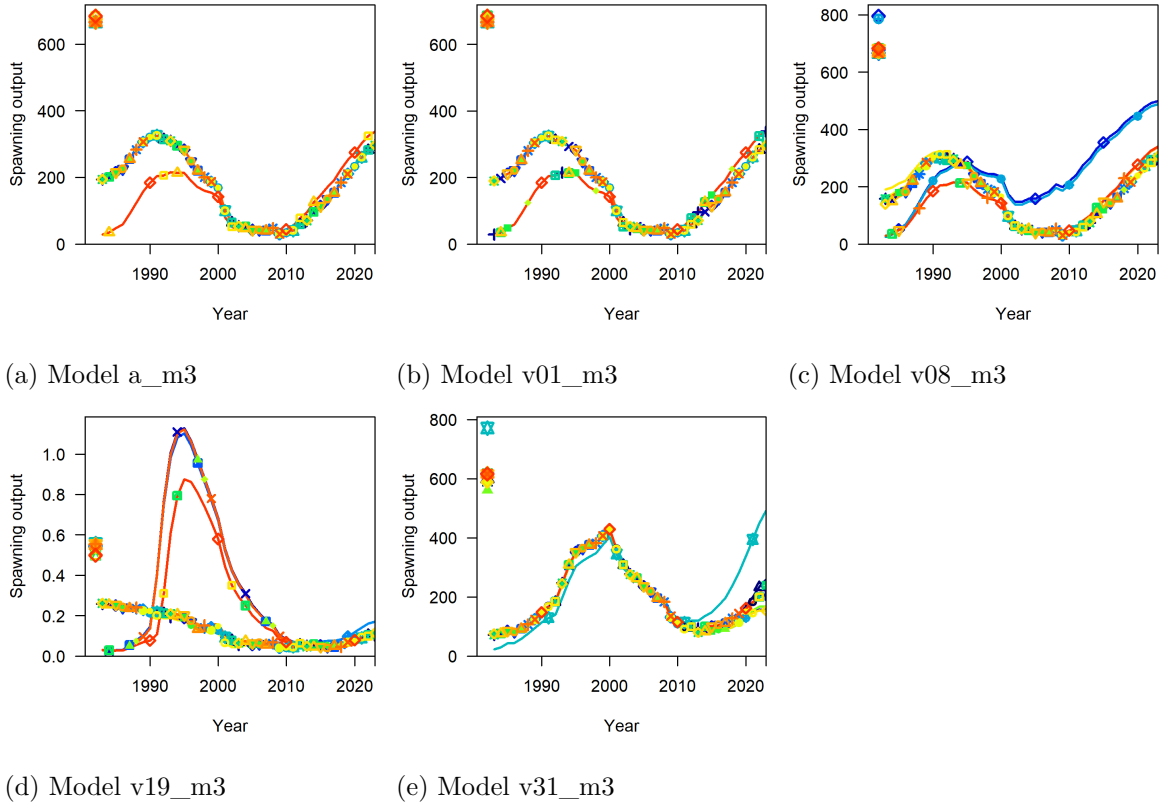 Spawning output
600
400
200
0
1990
2000
2010
2020
Year
(a) Model a_m3
Spawning output
600
400
200
0
1990
2000
2010
2020
Year
(b) Model v01_m3
Spawning output
800
600
400
200
0
1990
2000
2010
2020
Year
(c) Model v08_m3
Spawning output
1.0
0.8
0.6
0.4
0.2
0.0
1990
2000
2010
2020
Year
(d) Model v19_m3
Spawning output
800
600
400
200
0
1990
2000
2010
2020
Year
(e) Model v31_m3